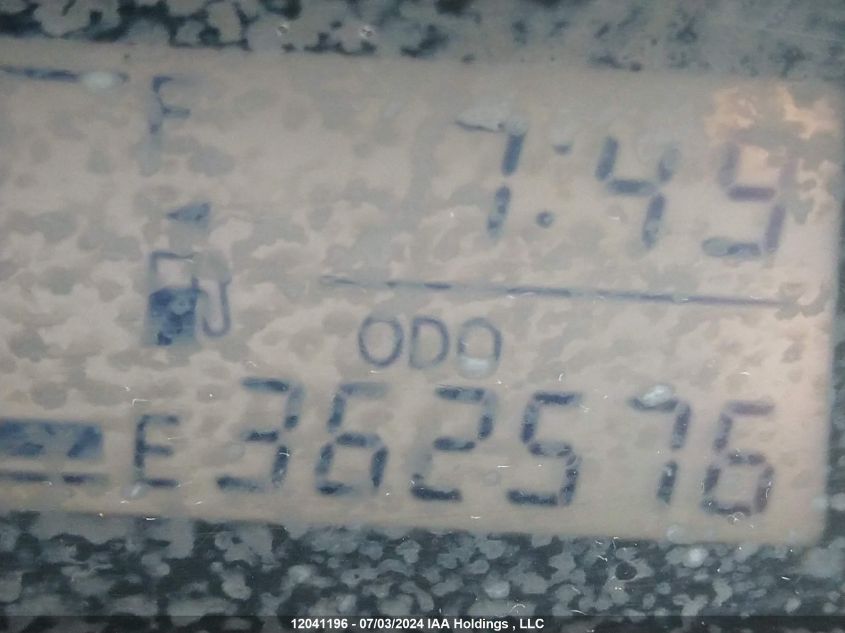 F
7:49
ODO
E 362576
12041196 - 07/03/2024 IAA Holdings , LLC